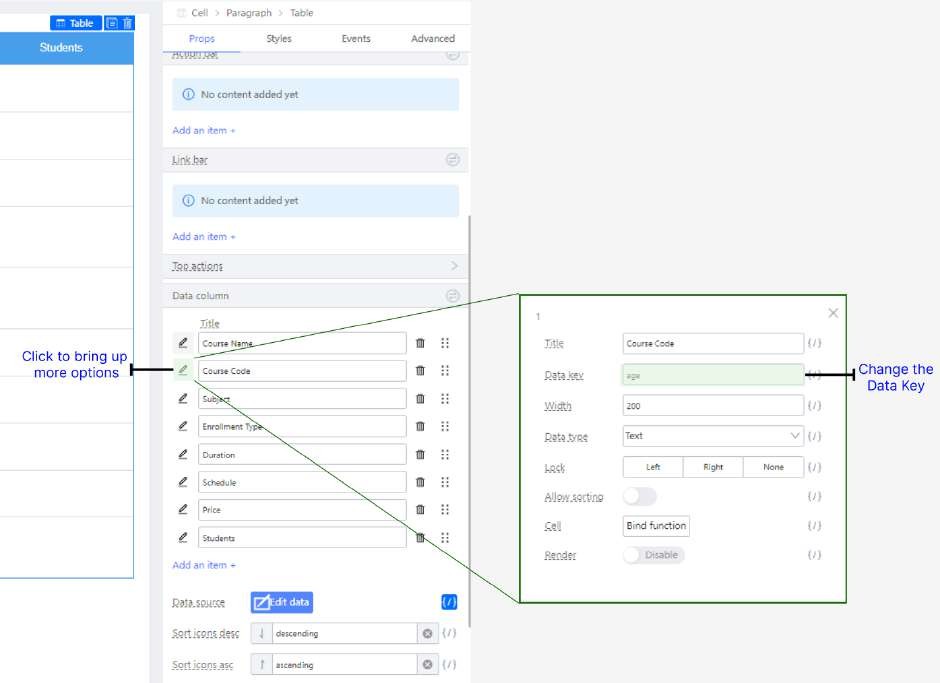 Table
Students
Cell > Paragraph > Table
Props Styles Events Advanced
Action bar
No content added yet
Add an item +
Link bar
No content added yet
Add an item +
Top actions
Data column
Title
Course Name
Course Code
Subject
Enrollment Type
Duration
Schedule
Price
Students
Add an item +
Data source Edit data {/}
Sort icons desc descending {/}
Sort icons asc ascending {/}
Click to bring up
more options
1
Title Course Code {/}
Data key age {/}
Width 200 {/}
Data type Text {/}
Lock Left Right None {/}
Allow sorting {/}
Cell Bind function {/}
Render Disable {/}
Change the
Data Key